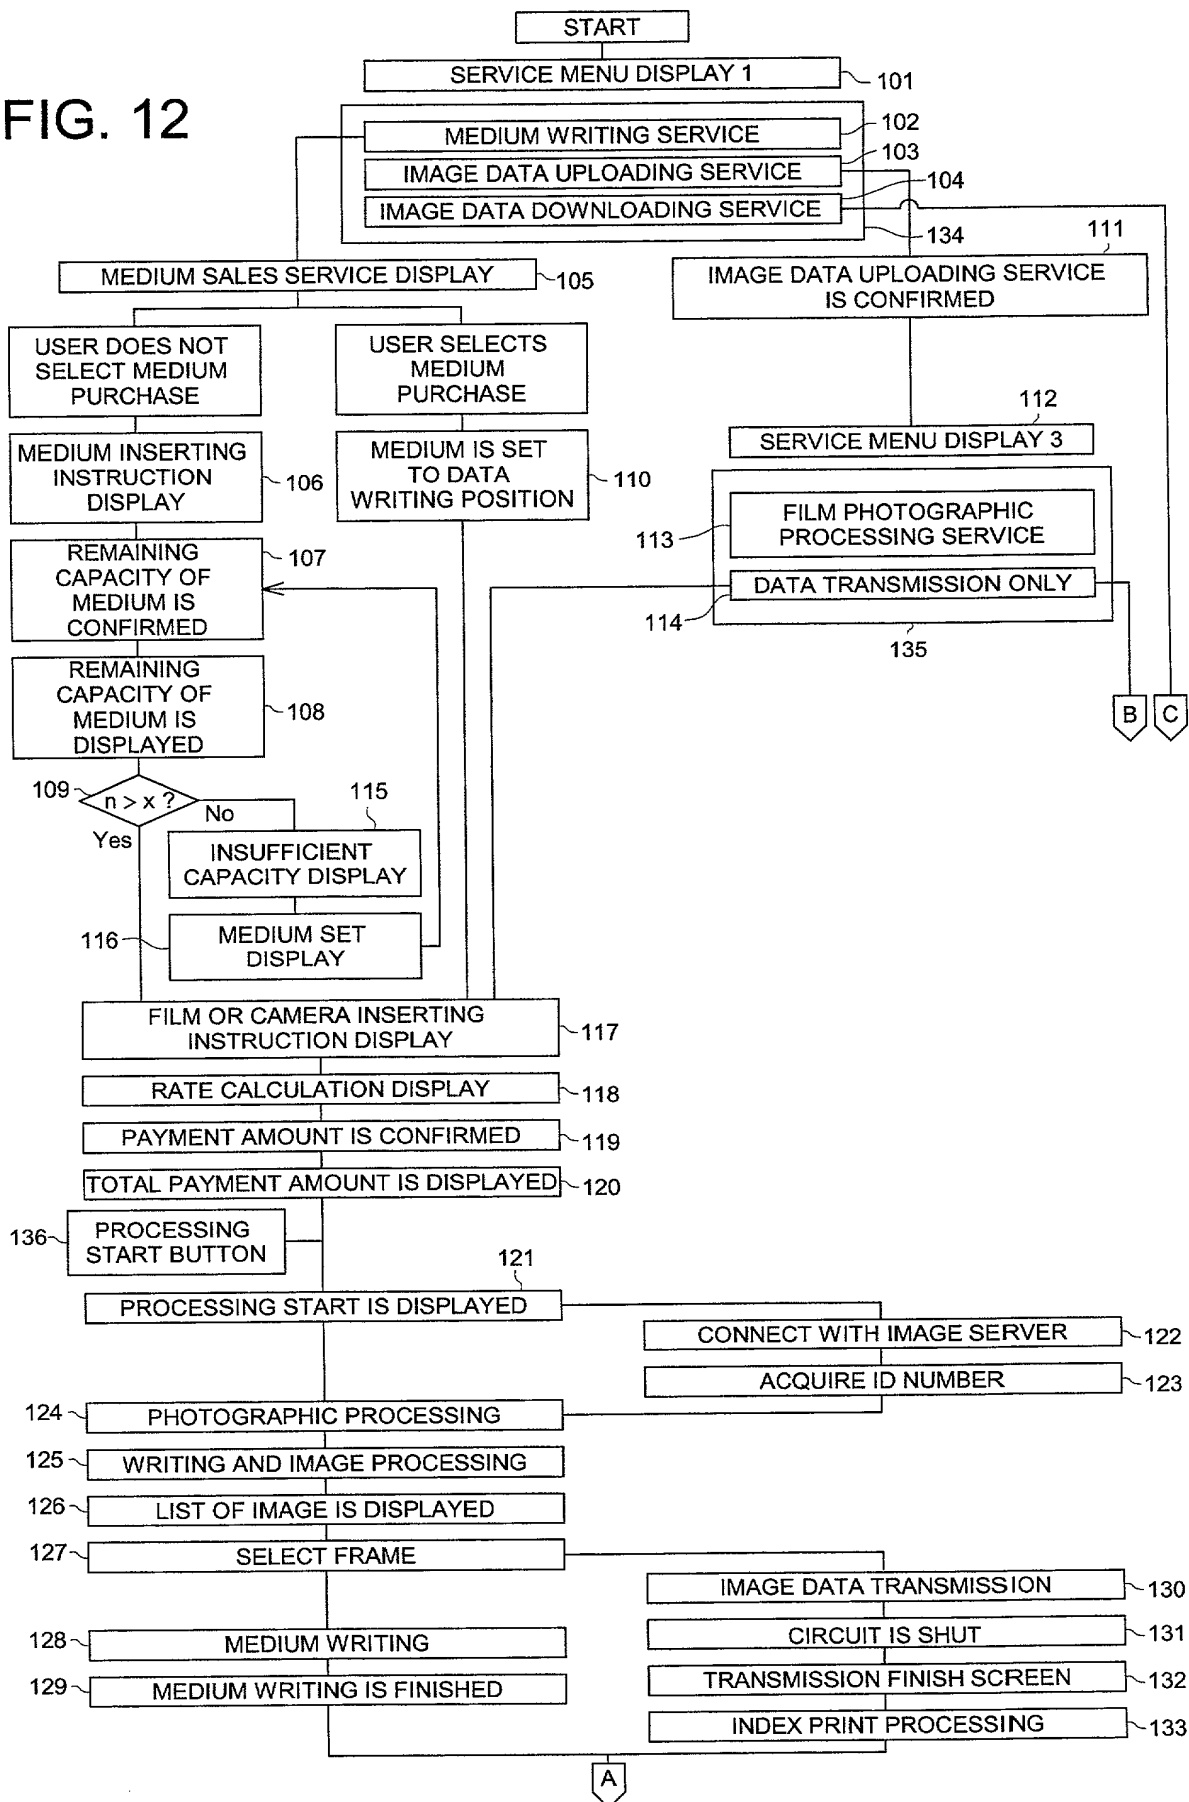 START
SERVICE MENU DISPLAY 1
101
FIG. 12
MEDIUM WRITING SERVICE
102
103
IMAGE DATA UPLOADING SERVICE
104
IMAGE DATA DOWNLOADING SERVICE
134
111
MEDIUM SALES SERVICE DISPLAY
105
IMAGE DATA UPLOADING SERVICE
IS CONFIRMED
USER DOES NOT
SELECT MEDIUM
PURCHASE
USER SELECTS
MEDIUM
PURCHASE
112
SERVICE MENU DISPLAY 3
MEDIUM INSERTING
INSTRUCTION
DISPLAY
106
MEDIUM IS SET
TO DATA
WRITING POSITION
110
113
FILM PHOTOGRAPHIC
PROCESSING SERVICE
REMAINING
CAPACITY OF
MEDIUM IS
CONFIRMED
107
114
DATA TRANSMISSION ONLY
135
REMAINING
CAPACITY OF
MEDIUM IS
DISPLAYED
108
B
C
109
n > x ?
No
Yes
115
INSUFFICIENT
CAPACITY DISPLAY
116
MEDIUM SET
DISPLAY
FILM OR CAMERA INSERTING
INSTRUCTION DISPLAY
117
RATE CALCULATION DISPLAY
118
PAYMENT AMOUNT IS CONFIRMED
119
TOTAL PAYMENT AMOUNT IS DISPLAYED
120
136
PROCESSING
START BUTTON
121
PROCESSING START IS DISPLAYED
CONNECT WITH IMAGE SERVER
122
ACQUIRE ID NUMBER
123
124
PHOTOGRAPHIC PROCESSING
125
WRITING AND IMAGE PROCESSING
126
LIST OF IMAGE IS DISPLAYED
127
SELECT FRAME
IMAGE DATA TRANSMISSION
130
128
MEDIUM WRITING
CIRCUIT IS SHUT
131
129
MEDIUM WRITING IS FINISHED
TRANSMISSION FINISH SCREEN
132
INDEX PRINT PROCESSING
133
A